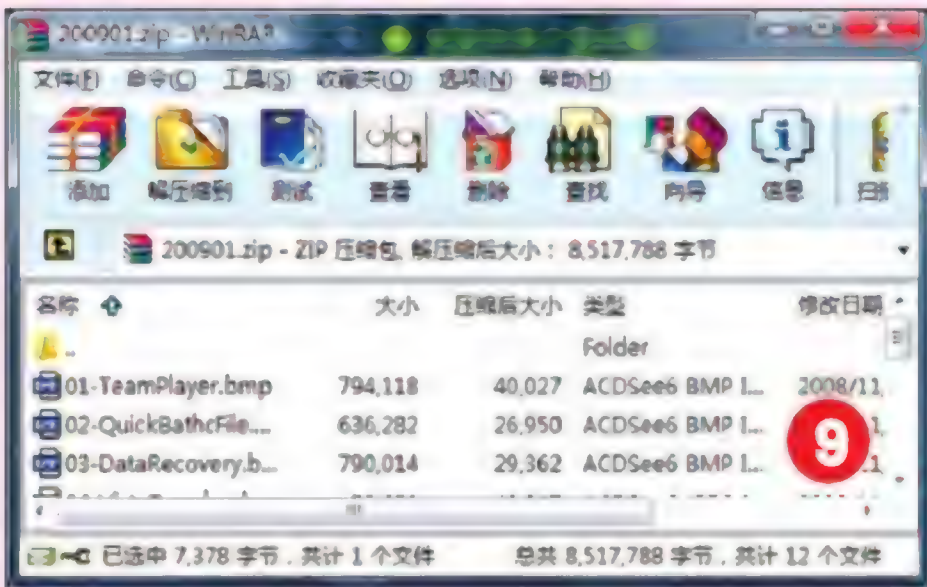 200901.zip - WinRAR
文件(F) 命令(C) 工具(S) 收藏夹(O) 选项(N) 帮助(H)
添加 解压缩到 测试 查看 删除 查找 向导 信息 扫
200901.zip - ZIP 压缩包, 解压缩后大小: 8,517,788 字节
名称 大小 压缩后大小 类型 修改日期
.. Folder
01-TeamPlayer.bmp 794,118 40,027 ACDSee6 BMP I... 2008/11
02-QuickBathcFile.... 636,282 26,950 ACDSee6 BMP I...
03-DataRecovery.b... 790,014 29,362 ACDSee6 BMP I...
9
已选中 7,378 字节 , 共计 1 个文件 总共 8,517,788 字节 , 共计 12 个文件